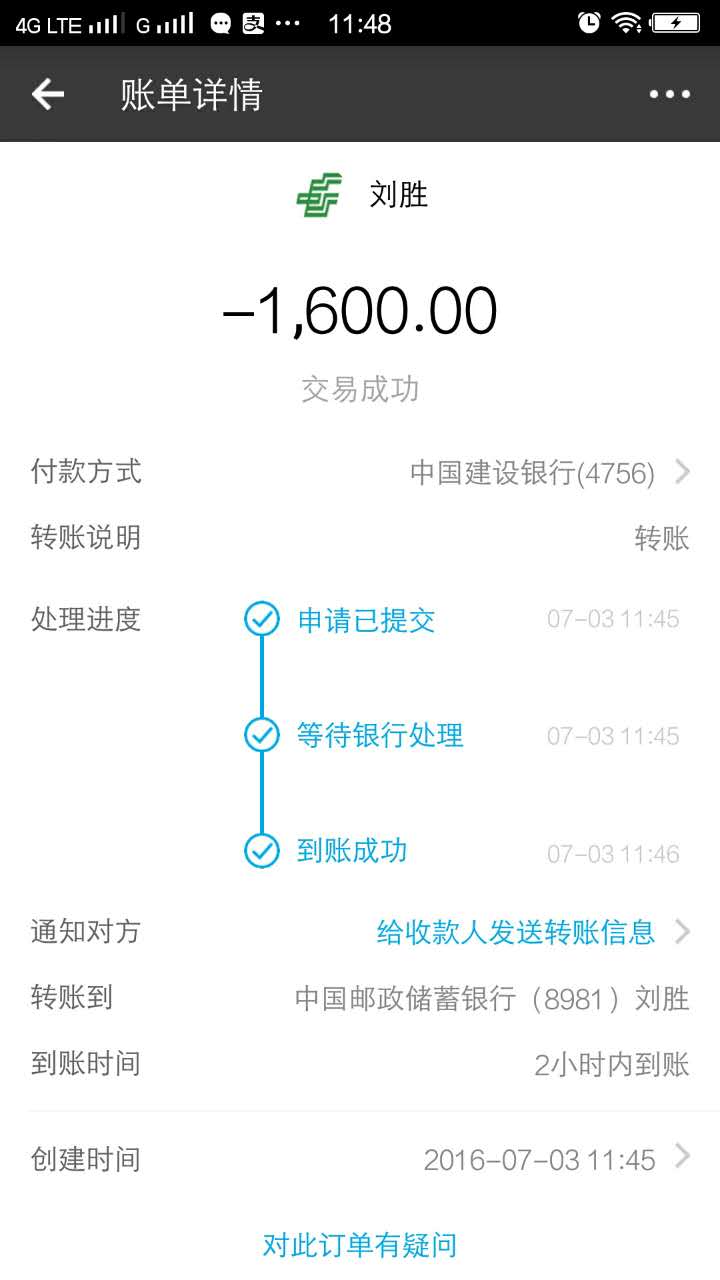 4G LTE G 支 11:48
账单详情
刘胜
-1,600.00
交易成功
付款方式 中国建设银行(4756)
转账说明 转账
处理进度 申请已提交 07-03 11:45
等待银行处理 07-03 11:45
到账成功 07-03 11:46
通知对方 给收款人发送转账信息
转账到 中国邮政储蓄银行（8981）刘胜
到账时间 2小时内到账
创建时间 2016-07-03 11:45
对此订单有疑问